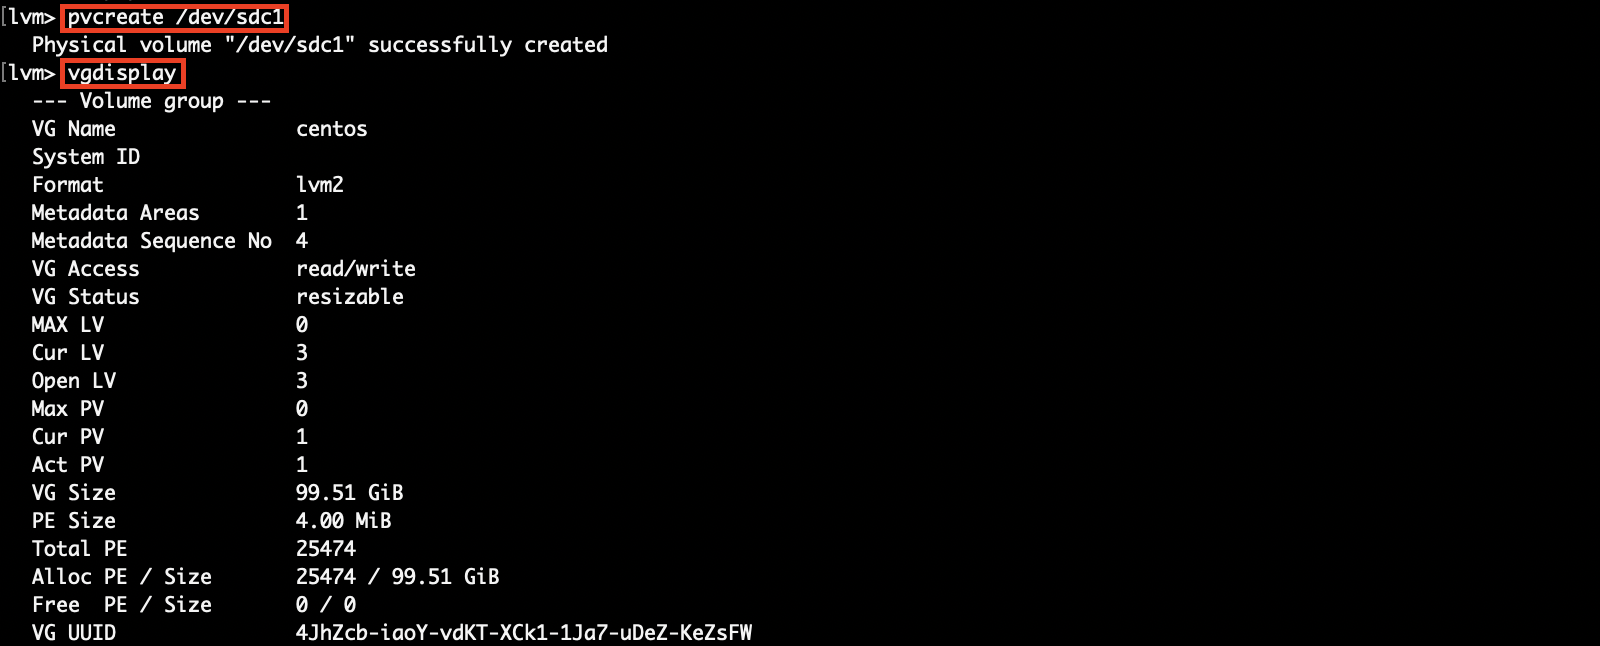 [lvm> pvcreate /dev/sdc1
Physical volume "/dev/sdc1" successfully created
[lvm> vgdisplay
--- Volume group ---
VG Name centos
System ID
Format lvm2
Metadata Areas 1
Metadata Sequence No 4
VG Access read/write
VG Status resizable
MAX LV 0
Cur LV 3
Open LV 3
Max PV 0
Cur PV 1
Act PV 1
VG Size 99.51 GiB
PE Size 4.00 MiB
Total PE 25474
Alloc PE / Size 25474 / 99.51 GiB
Free  PE / Size 0 / 0
VG UUID 4JhZcb-iaoY-vdKT-XCk1-1Ja7-uDeZ-KeZsFW